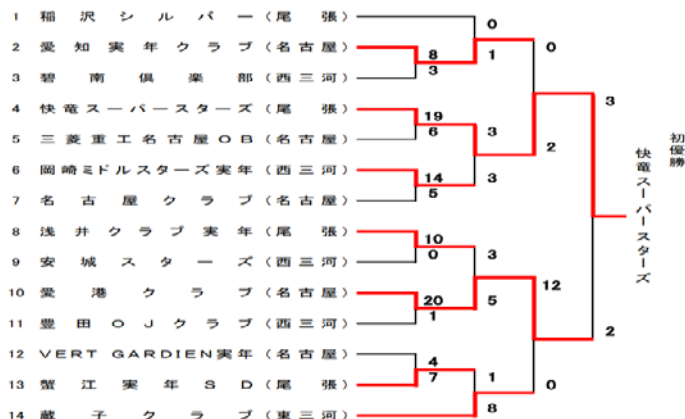 1 稲沢シルバー(尾張)
2 愛知実年クラブ(名古屋)
3 碧南倶楽部(西三河)
4 快竜スーパースターズ(尾張)
5 三菱重工名古屋OB(名古屋)
6 岡崎ミドルスターズ実年(西三河)
7 名古屋クラブ(名古屋)
8 浅井クラブ実年(尾張)
9 安城スターズ(西三河)
10 愛港クラブ(名古屋)
11 豊田OJクラブ(西三河)
12 VERT GARDIEN実年(名古屋)
13 蟹江実年SD(尾張)
14 蔵子クラブ(東三河)
8
3
19
6
14
5
10
0
20
1
4
7
0
1
3
3
3
5
1
8
0
2
12
0
3
2
初優勝
快竜スーパースターズ